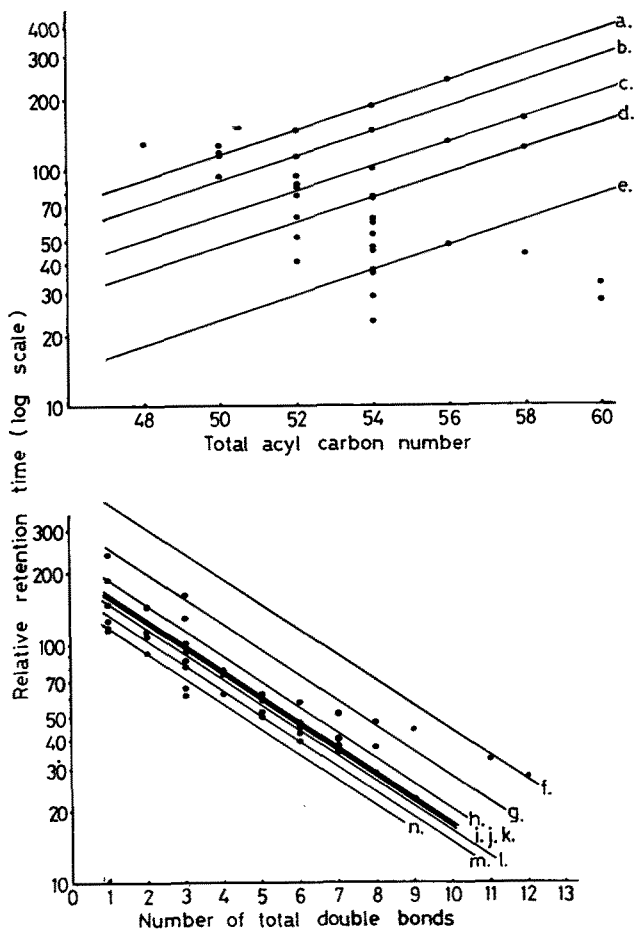 400
300
200
100
70
50
40
30
20
10
a.
b.
c.
d.
e.
48 50 52 54 56 58 60
Total acyl carbon number
Relative retention time (log scale)
300
200
100
70
50
40
30
20
10
f.
g.
h.
i. j. k.
n.
m. l.
0 1 2 3 4 5 6 7 8 9 10 11 12 13
Number of total double bonds